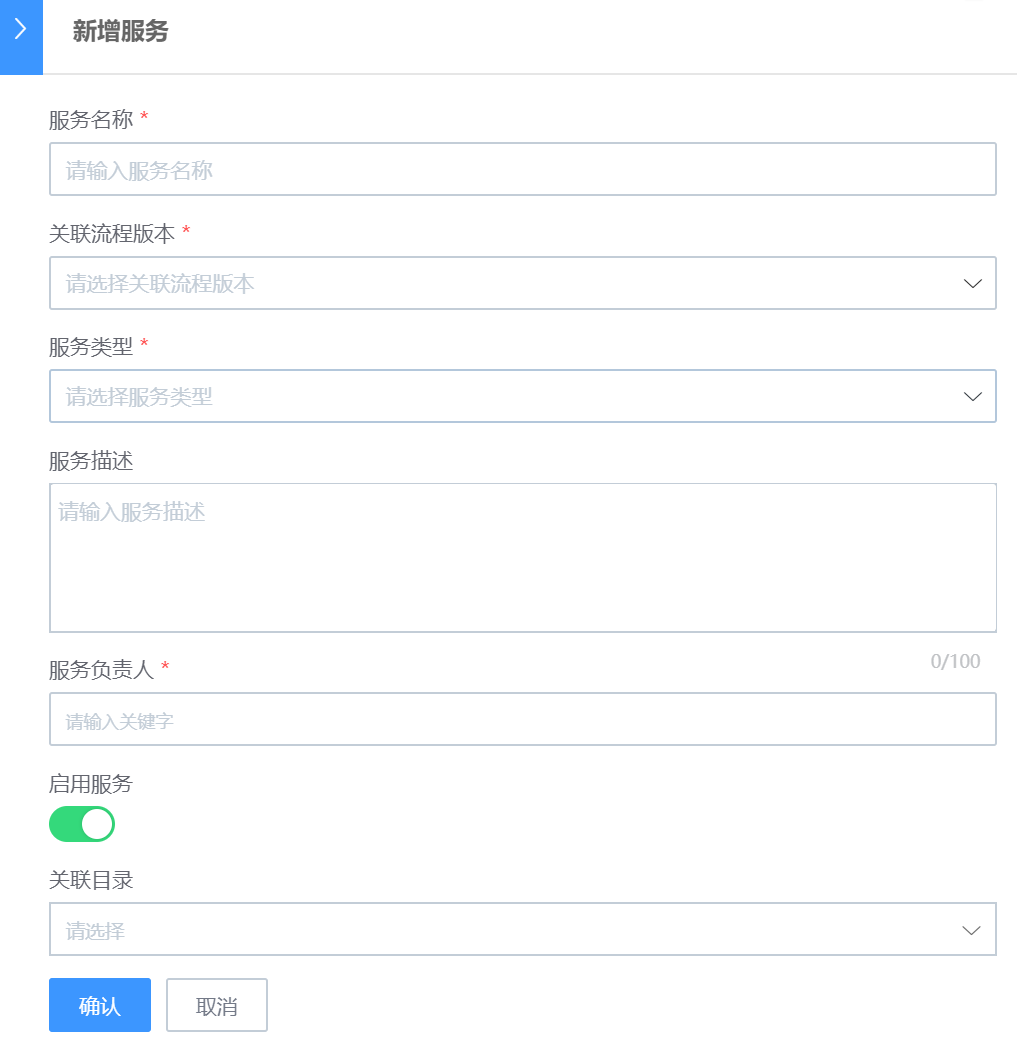 新增服务
服务名称 *
请输入服务名称
关联流程版本 *
请选择关联流程版本
服务类型 *
请选择服务类型
服务描述
请输入服务描述
0/100
服务负责人 *
请输入关键字
启用服务
关联目录
请选择
确认 取消